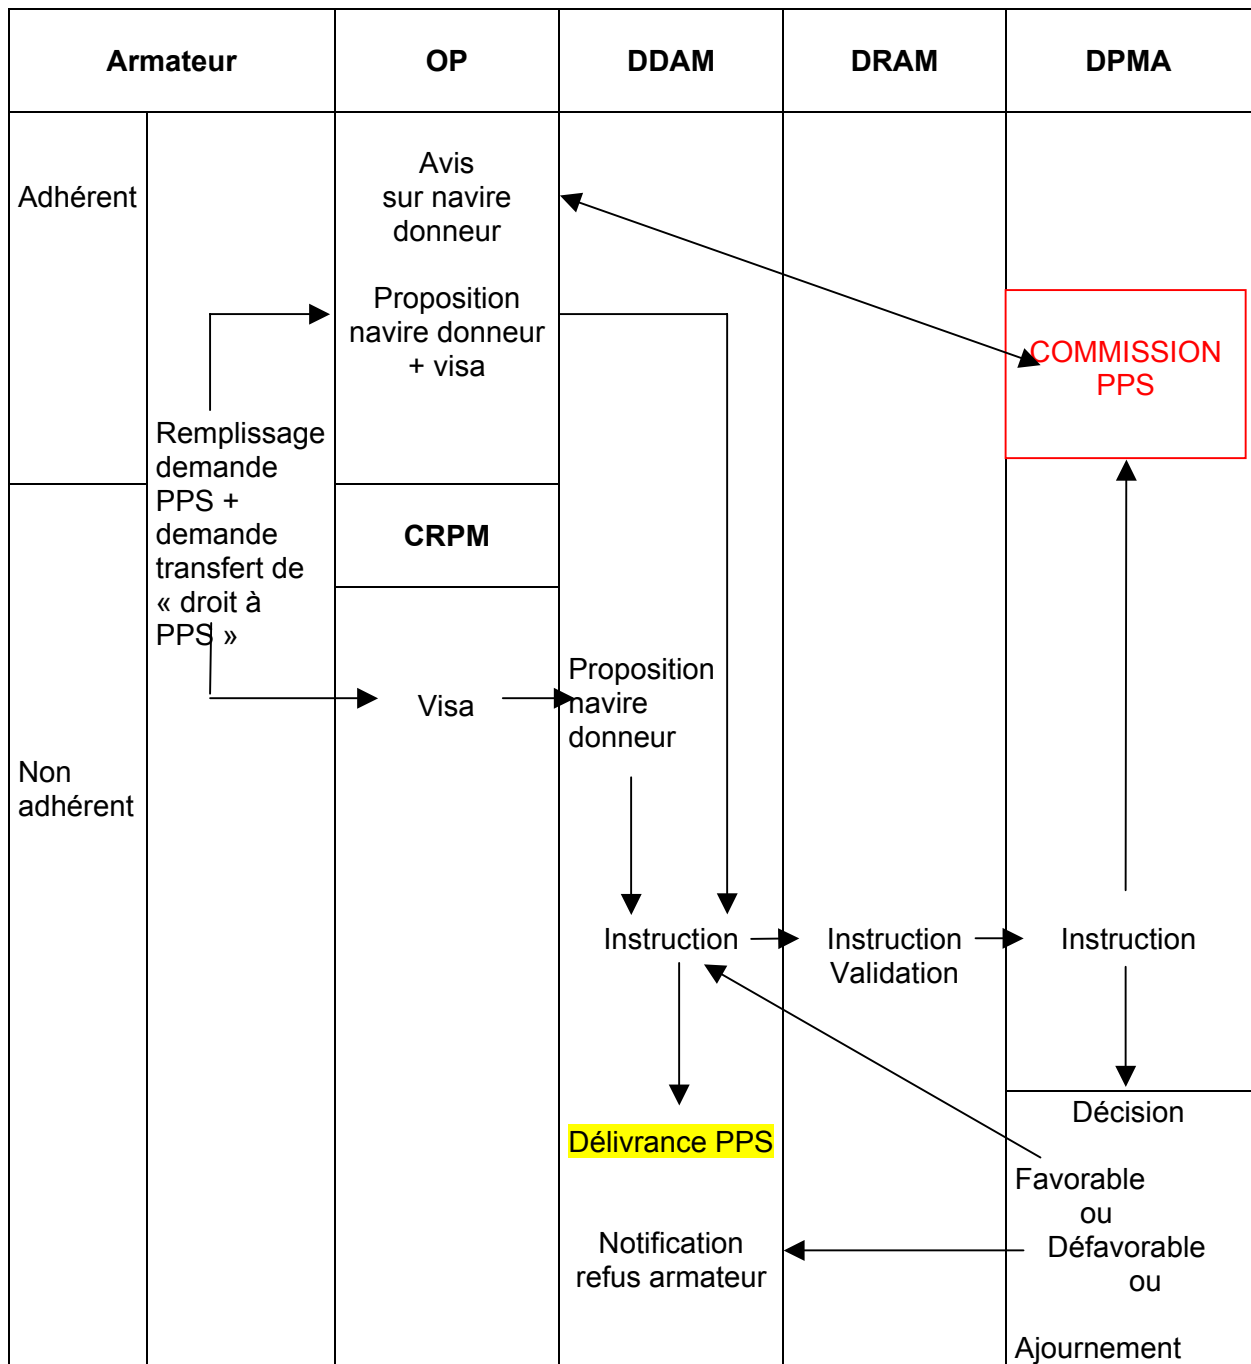 Armateur
OP
DDAM
DRAM
DPMA
Adhérent
Avis
sur navire
donneur
Proposition
navire donneur
+ visa
COMMISSION
PPS
Remplissage
demande
PPS +
demande
transfert de
« droit à
PPS »
CRPM
Non
adhérent
Visa
Proposition
navire
donneur
Instruction
Instruction
Validation
Instruction
Délivrance PPS
Notification
refus armateur
Décision
Favorable
ou
Défavorable
ou
Ajournement